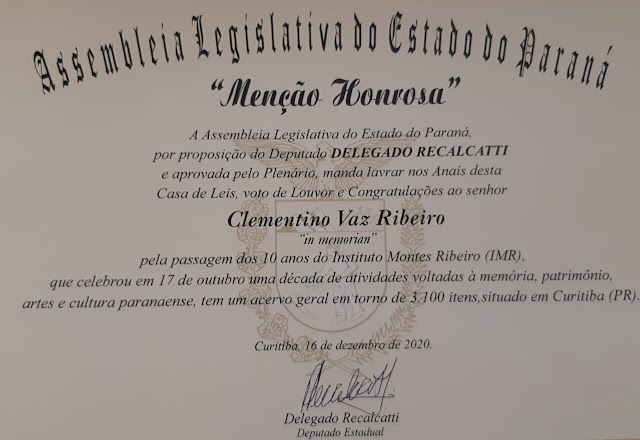 Assembleia Legislativa do Estado do Paraná
"Menção Honrosa"
A Assembleia Legislativa do Estado do Paraná,
por proposição do Deputado DELEGADO RECALCATTI
e aprovada pelo Plenário, manda lavrar nos Anais desta
Casa de Leis, voto de Louvor e Congratulações ao senhor
Clementino Vaz Ribeiro
"in memorian"
pela passagem dos 10 anos do Instituto Montes Ribeiro (IMR),
que celebrou em 17 de outubro uma década de atividades voltadas à memória, patrimônio,
artes e cultura paranaense, tem um acervo geral em torno de 3.100 itens,situado em Curitiba (PR).
Curitiba, 16 de dezembro de 2020.
Delegado Recalcatti
Deputado Estadual